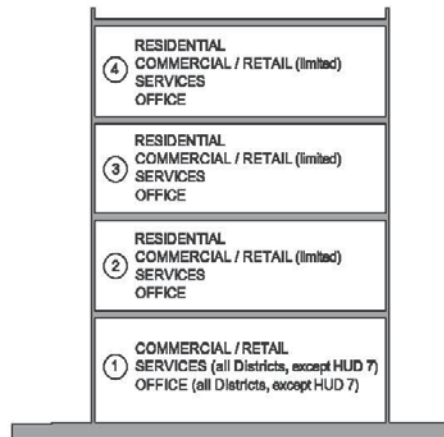 ④ RESIDENTIAL
COMMERCIAL / RETAIL (limited)
SERVICES
OFFICE
③ RESIDENTIAL
COMMERCIAL / RETAIL (limited)
SERVICES
OFFICE
② RESIDENTIAL
COMMERCIAL / RETAIL (limited)
SERVICES
OFFICE
① COMMERCIAL / RETAIL
SERVICES (all Districts, except HUD 7)
OFFICE (all Districts, except HUD 7)